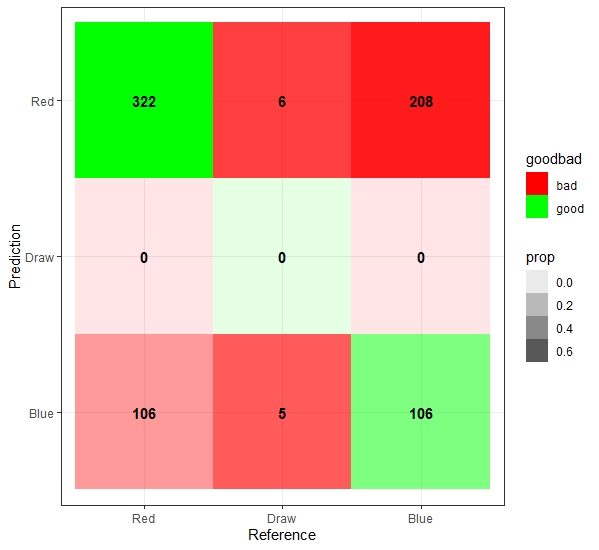 Prediction
Red
322
6
208
Draw
0
0
0
Blue
106
5
106
Red
Draw
Blue
Reference
goodbad
bad
good
prop
0.0
0.2
0.4
0.6